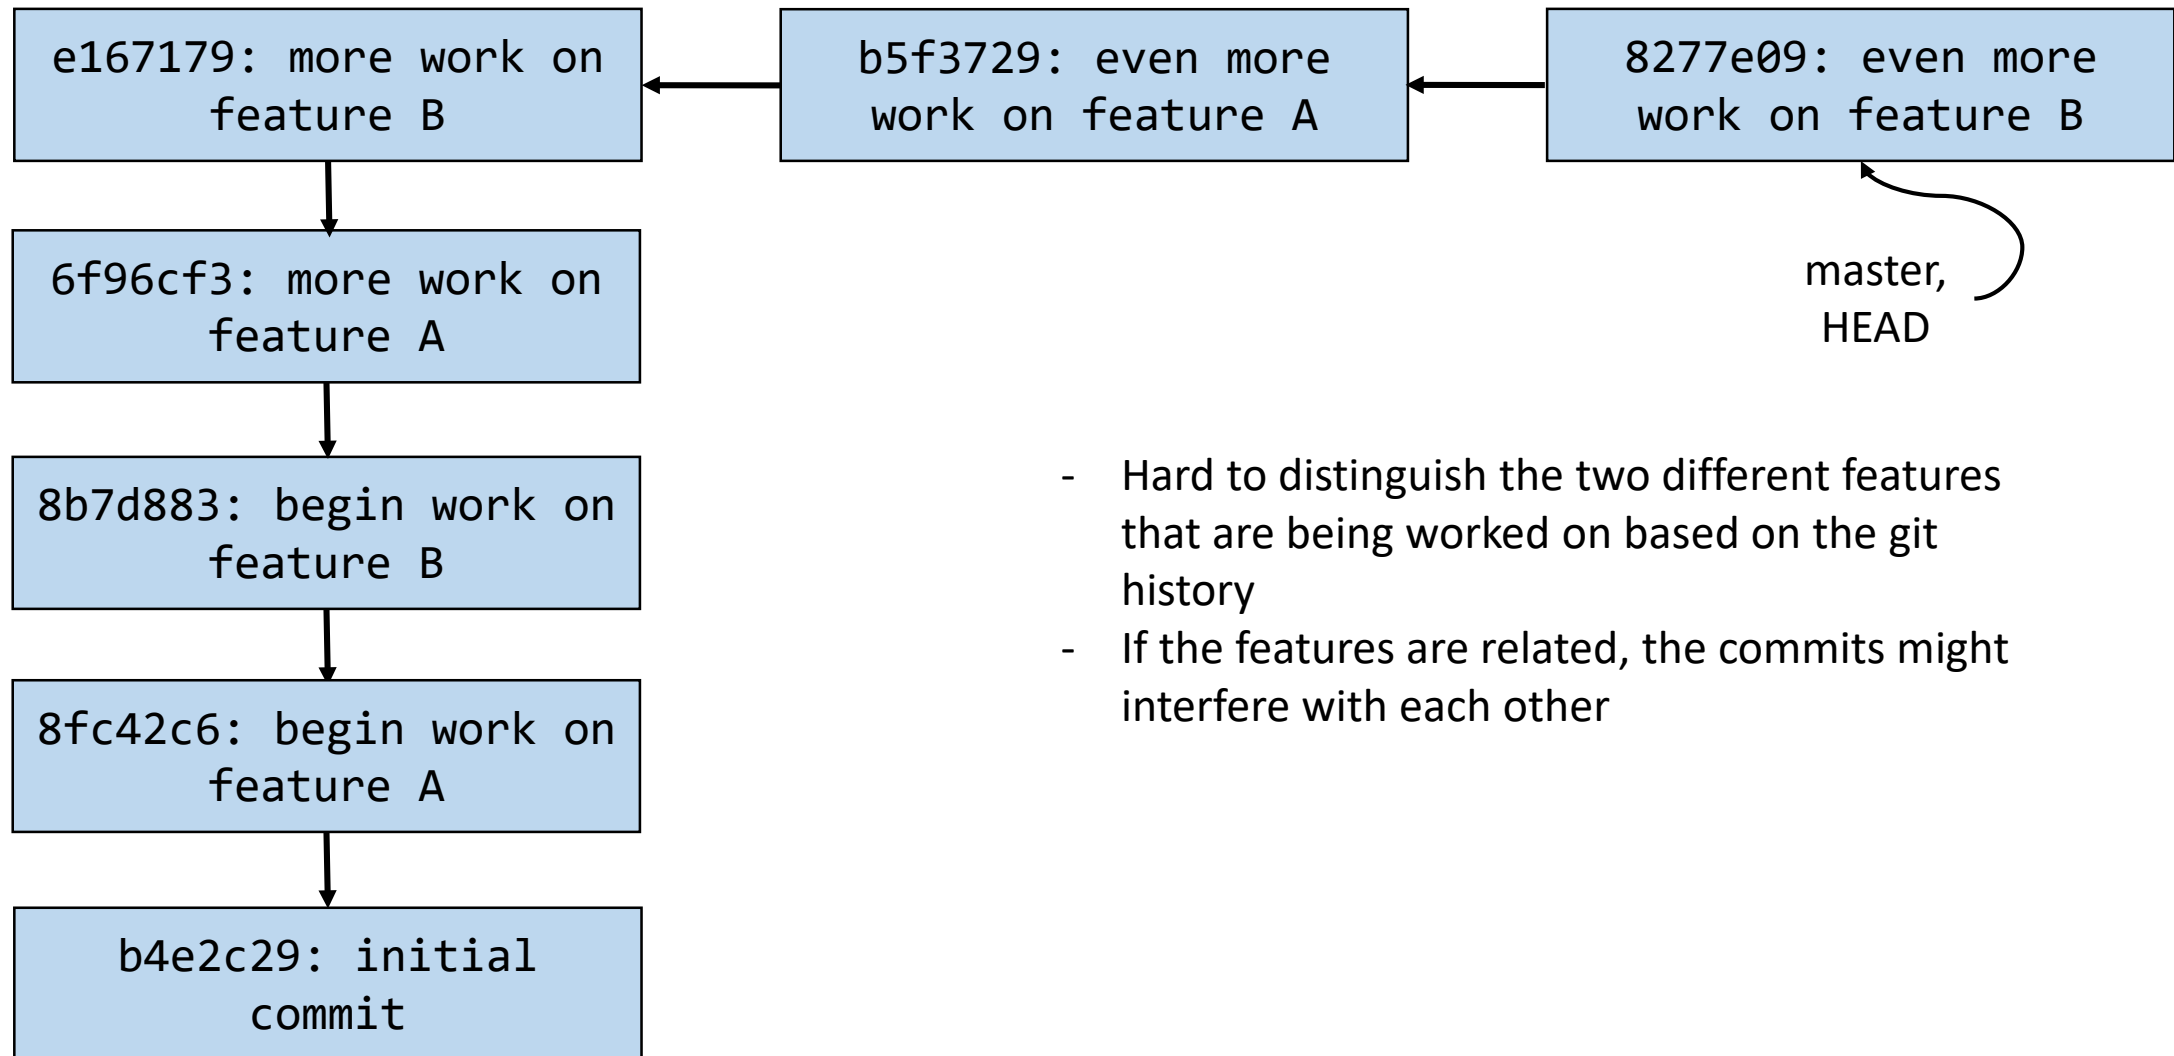 e167179: more work on
feature B
b5f3729: even more
work on feature A
8277e09: even more
work on feature B
6f96cf3: more work on
feature A
master,
HEAD
8b7d883: begin work on
feature B
- Hard to distinguish the two different features
that are being worked on based on the git
history
- If the features are related, the commits might
interfere with each other
8fc42c6: begin work on
feature A
b4e2c29: initial
commit